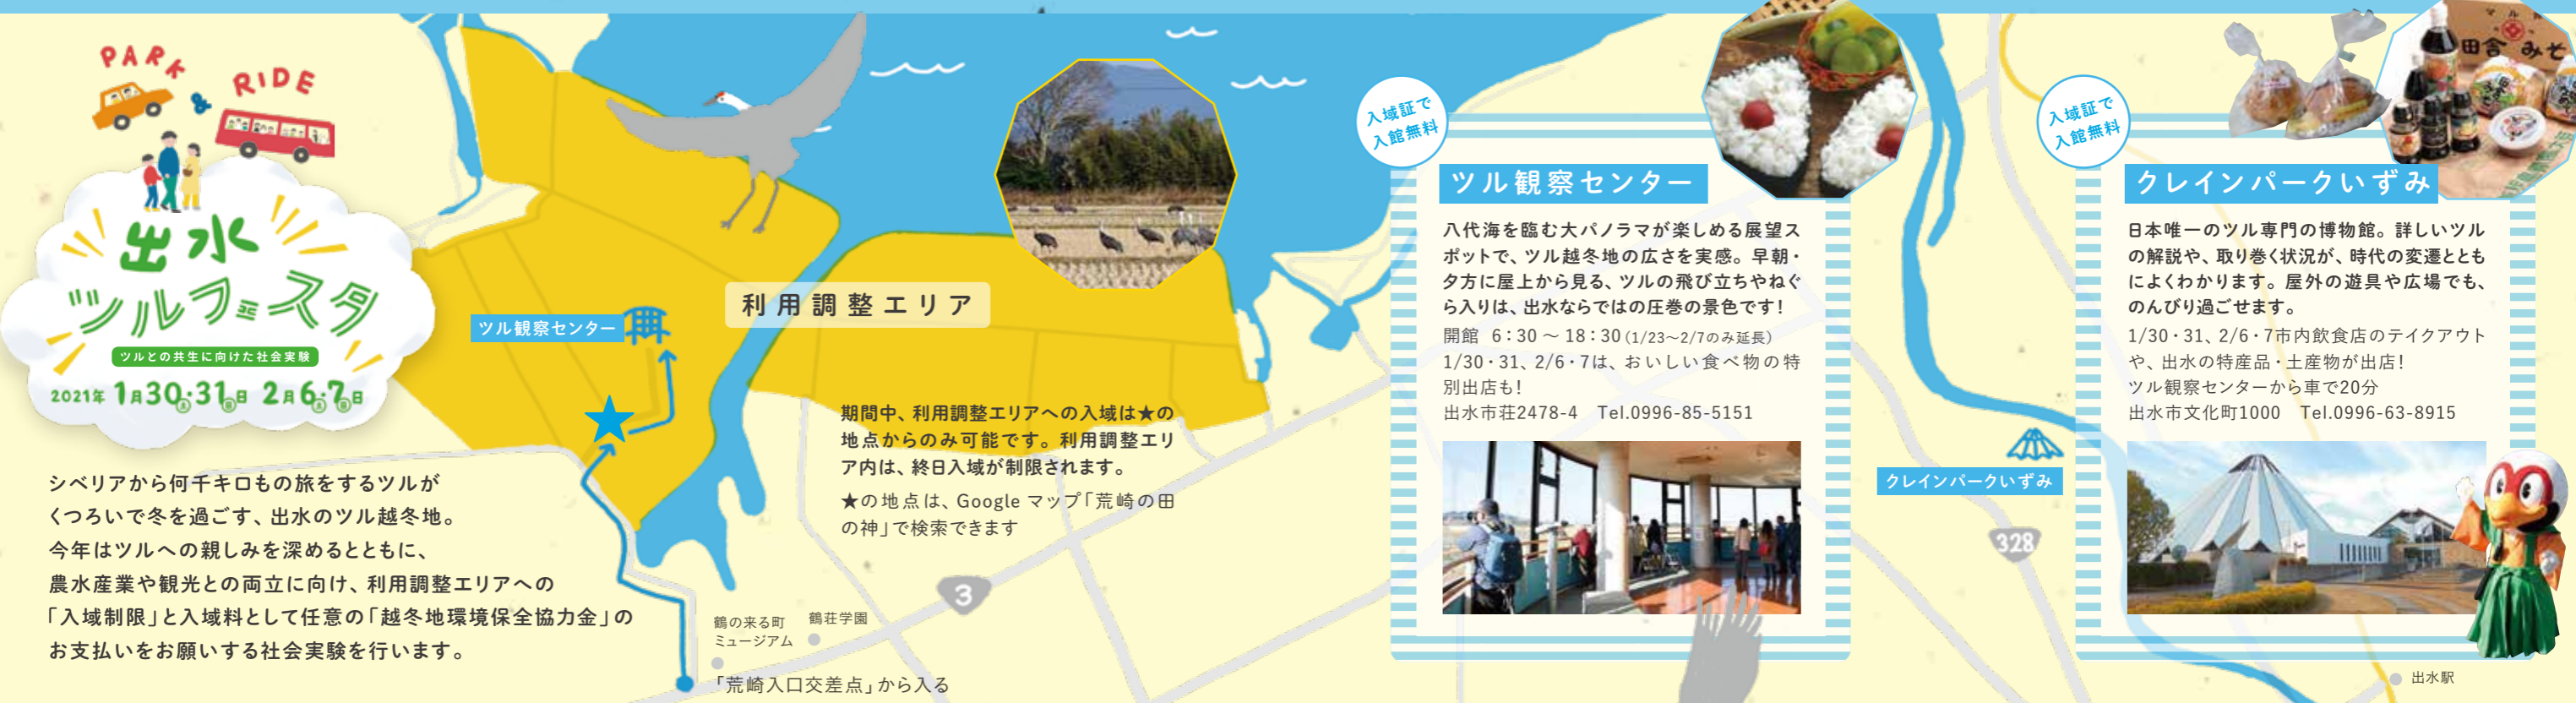 PARK
&
RIDE
出水
ツルフェスタ
ツルとの共生に向けた社会実験
2021年 1月30土・31日日 2月6土・7日日
シベリアから何千キロもの旅をするツルが
くつろいで冬を過ごす、出水のツル越冬地。
今年はツルへの親しみを深めるとともに、
農水産業や観光との両立に向け、利用調整エリアへの
「入域制限」と入域料として任意の「越冬地環境保全協力金」の
お支払いをお願いする社会実験を行います。
ツル観察センター
利用調整エリア
期間中、利用調整エリアへの入域は★の
地点からのみ可能です。利用調整エリ
ア内は、終日入域が制限されます。
★の地点は、Google マップ「荒崎の田
の神」で検索できます
3
鶴の来る町
ミュージアム
鶴荘学園
「荒崎入口交差点」から入る
入域証で
入館無料
ツル観察センター
八代海を臨む大パノラマが楽しめる展望ス
ポットで、ツル越冬地の広さを実感。早朝・
夕方に屋上から見る、ツルの飛び立ちやねぐ
ら入りは、出水ならではの圧巻の景色です！
開館 6：30 ～ 18：30（1/23～2/7のみ延長）
1/30・31、2/6・7は、おいしい食べ物の特
別出店も！
出水市荘2478-4 Tel.0996-85-5151
クレインパークいずみ
328
入域証で
入館無料
田舎みそ
クレインパークいずみ
日本唯一のツル専門の博物館。詳しいツル
の解説や、取り巻く状況が、時代の変遷ととも
によくわかります。屋外の遊具や広場でも、
のんびり過ごせます。
1/30・31、2/6・7市内飲食店のテイクアウト
や、出水の特産品・土産物が出店！
ツル観察センターから車で20分
出水市文化町1000 Tel.0996-63-8915
出水駅